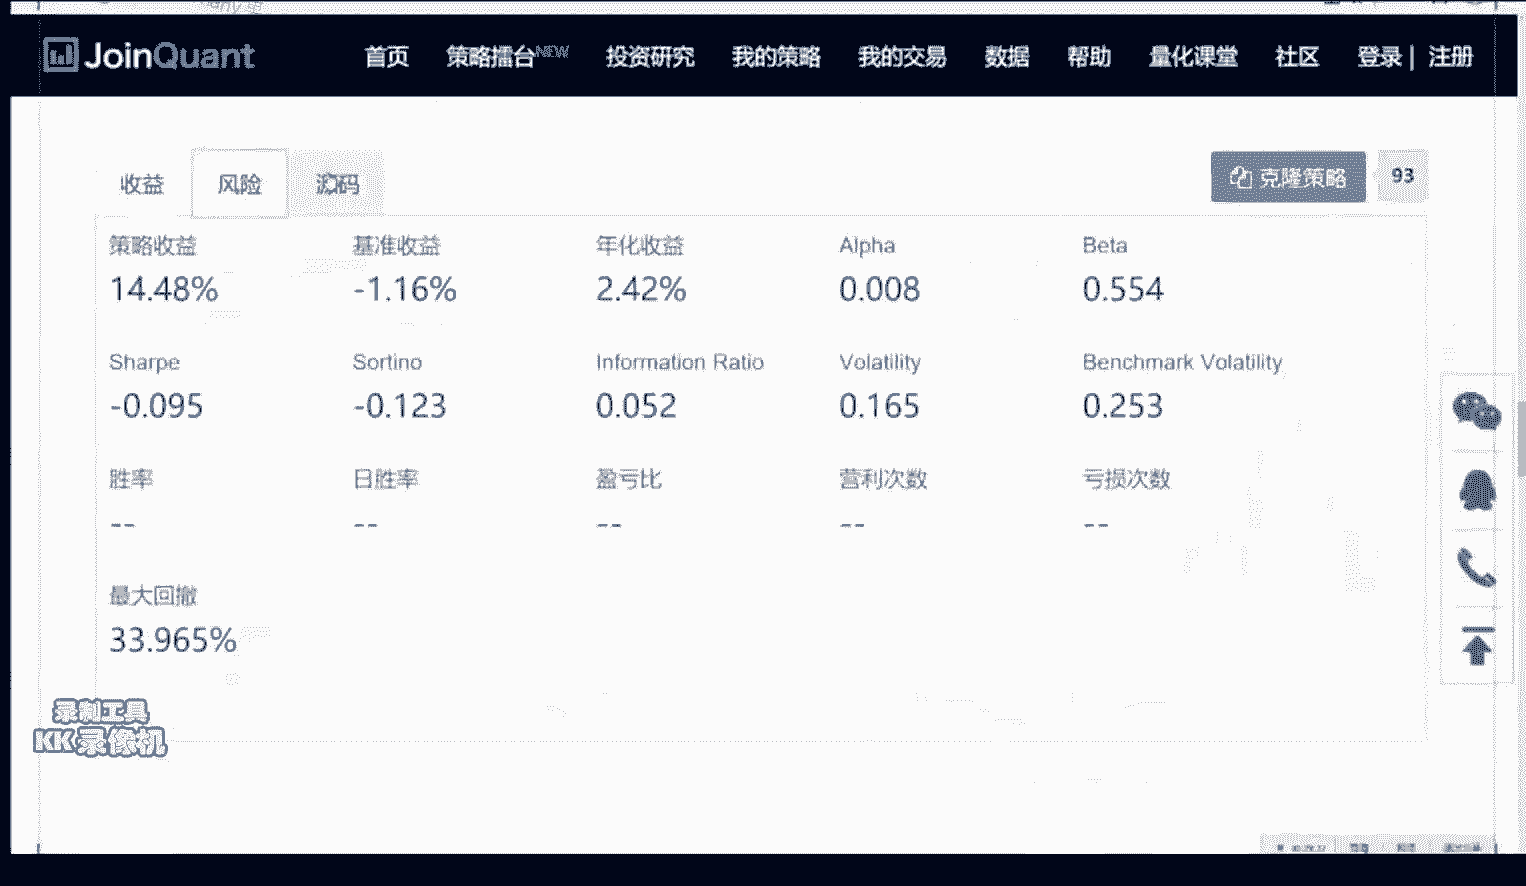 JoinQuant 首页 策略擂台NEW 投资研究 我的策略 我的交易 数据 帮助 量化课堂 社区 登录 | 注册
收益 风险 源码 克隆策略 93
策略收益 基准收益 年化收益 Alpha Beta
14.48% -1.16% 2.42% 0.008 0.554
Sharpe Sortino Information Ratio Volatility Benchmark Volatility
-0.095 -0.123 0.052 0.165 0.253
胜率 日胜率 盈亏比 营利次数 亏损次数
-- -- -- -- --
最大回撤
33.965%
录制工具
KK录像机